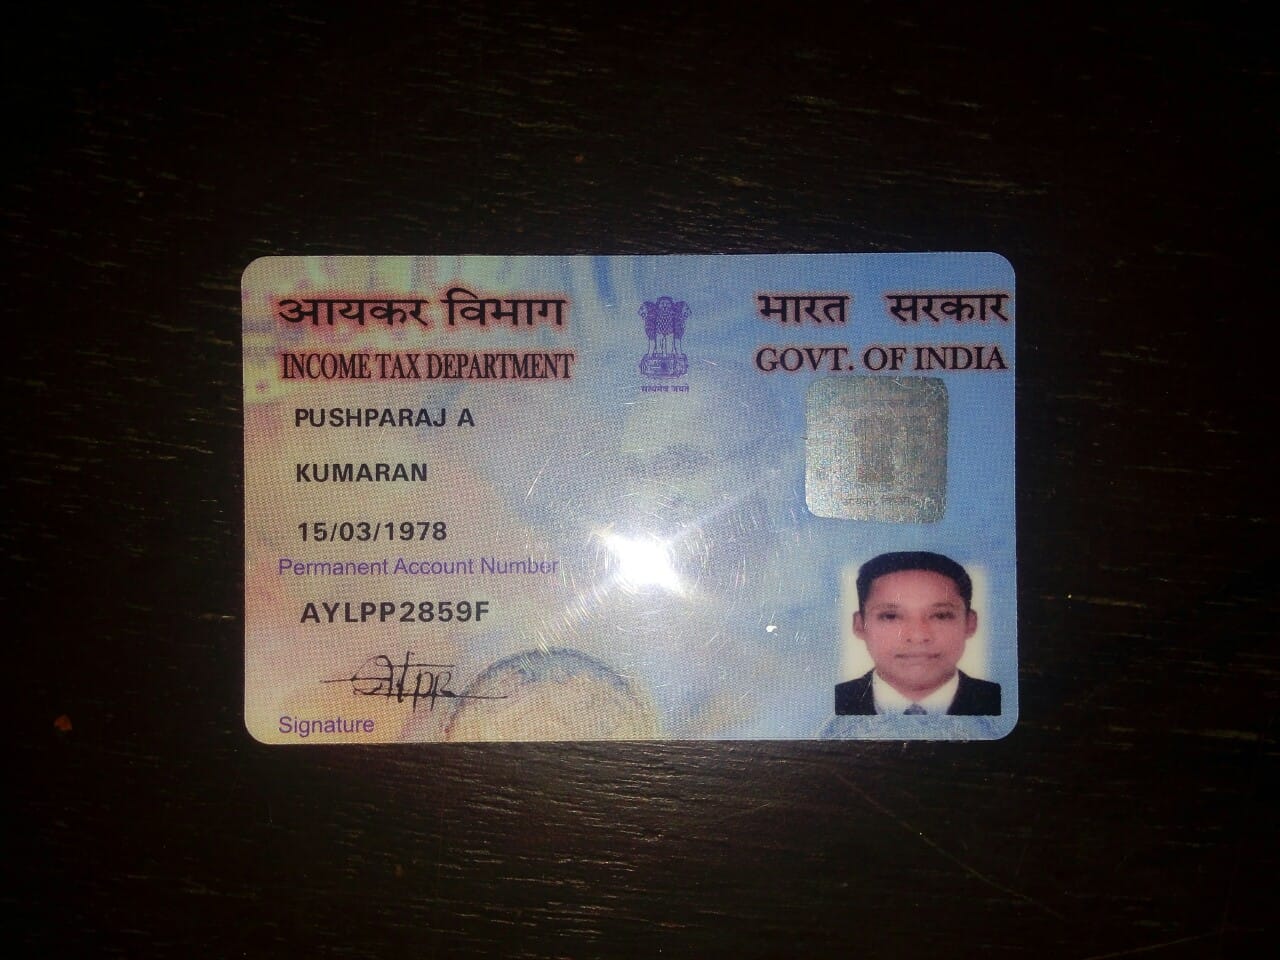 आयकर विभाग
INCOME TAX DEPARTMENT
भारत सरकार
GOVT. OF INDIA
सत्यमेव जयते
PUSHPARAJ A
KUMARAN
15/03/1978
Permanent Account Number
AYLPP2859F
Signature